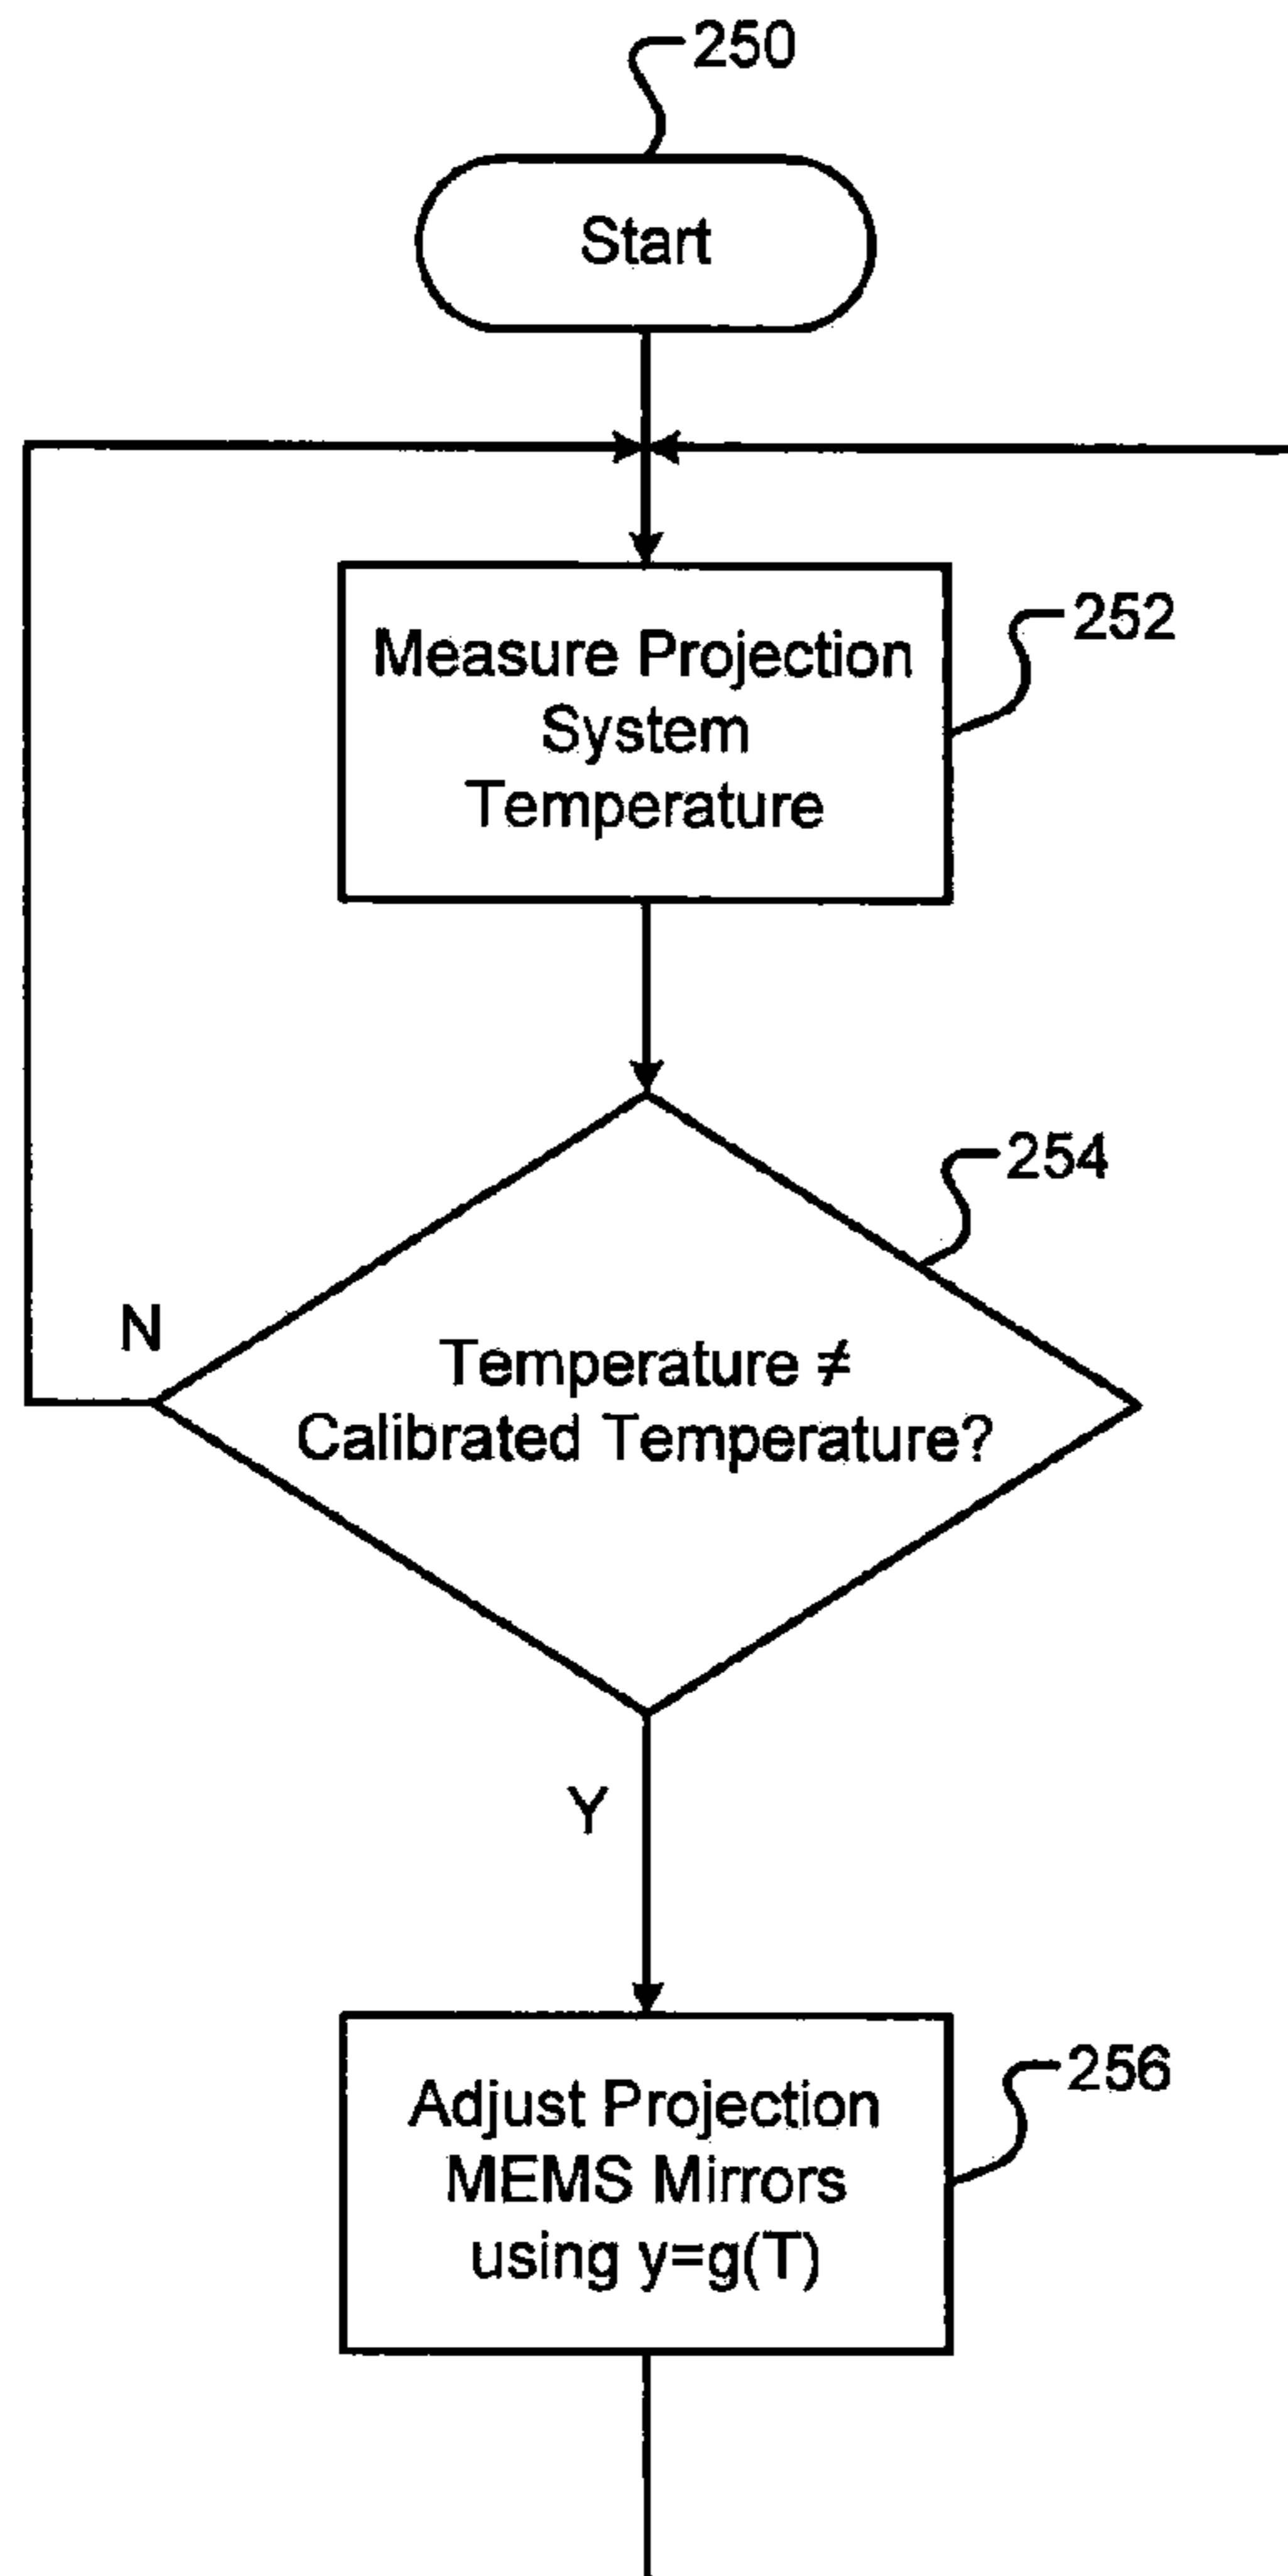 250
Start
Measure Projection
System
Temperature
252
254
N
Temperature ≠
Calibrated Temperature?
Y
Adjust Projection
MEMS Mirrors
using y=g(T)
256